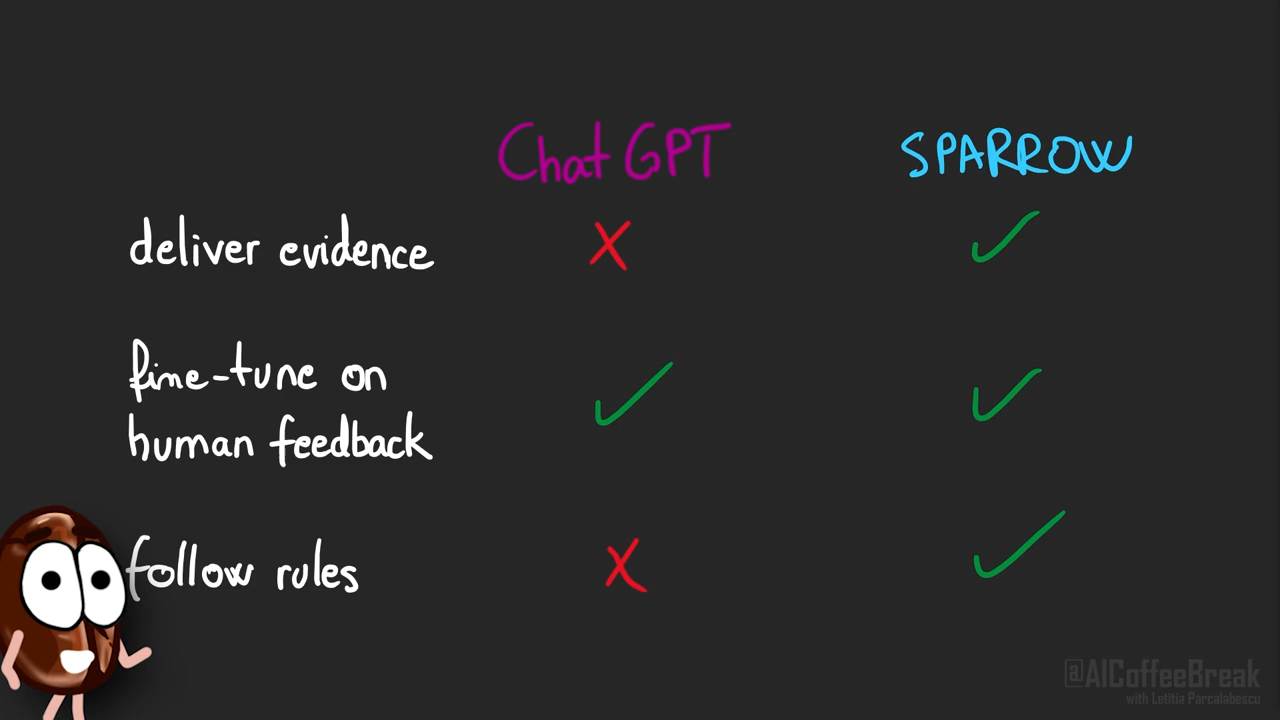 Chat GPT SPARROW
deliver evidence
fine-tune on
human feedback
follow rules
@AICoffeeBreak
with Letitia Parcalabescu